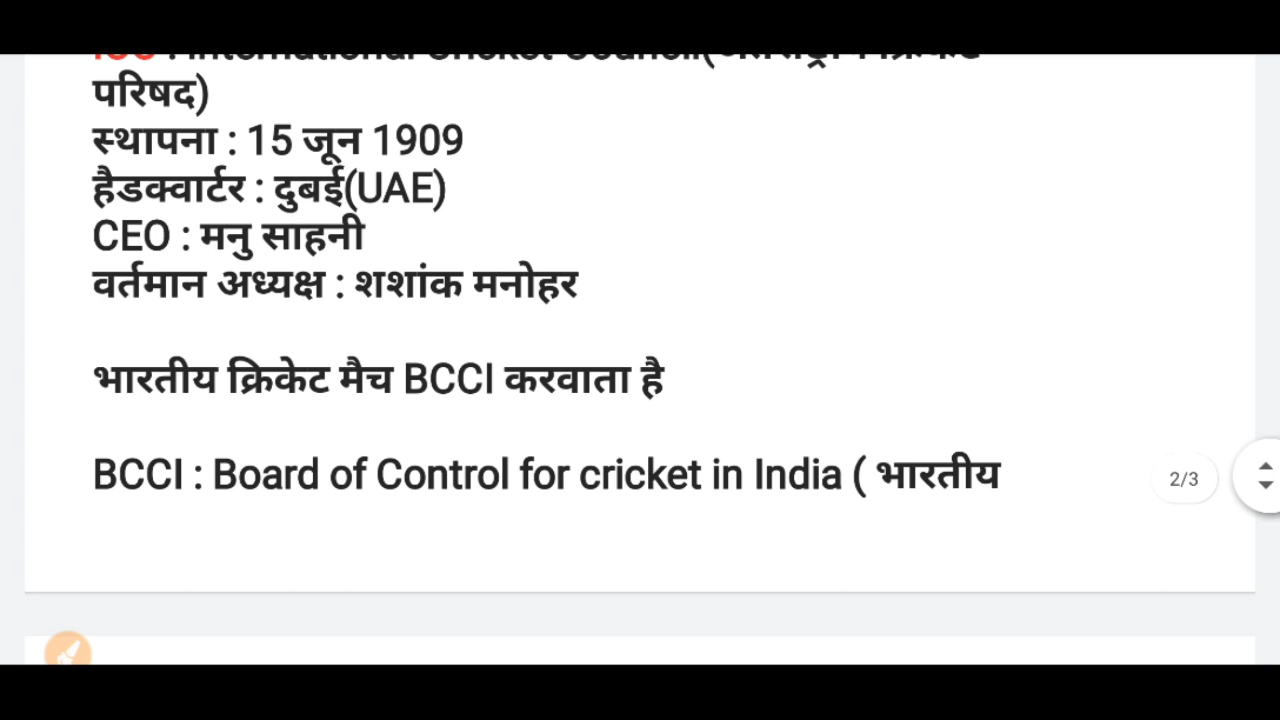 परिषद)
स्थापना : 15 जून 1909
हैडक्वार्टर : दुबई(UAE)
CEO : मनु साहनी
वर्तमान अध्यक्ष : शशांक मनोहर
भारतीय क्रिकेट मैच BCCI करवाता है
BCCI : Board of Control for cricket in India ( भारतीय
2/3